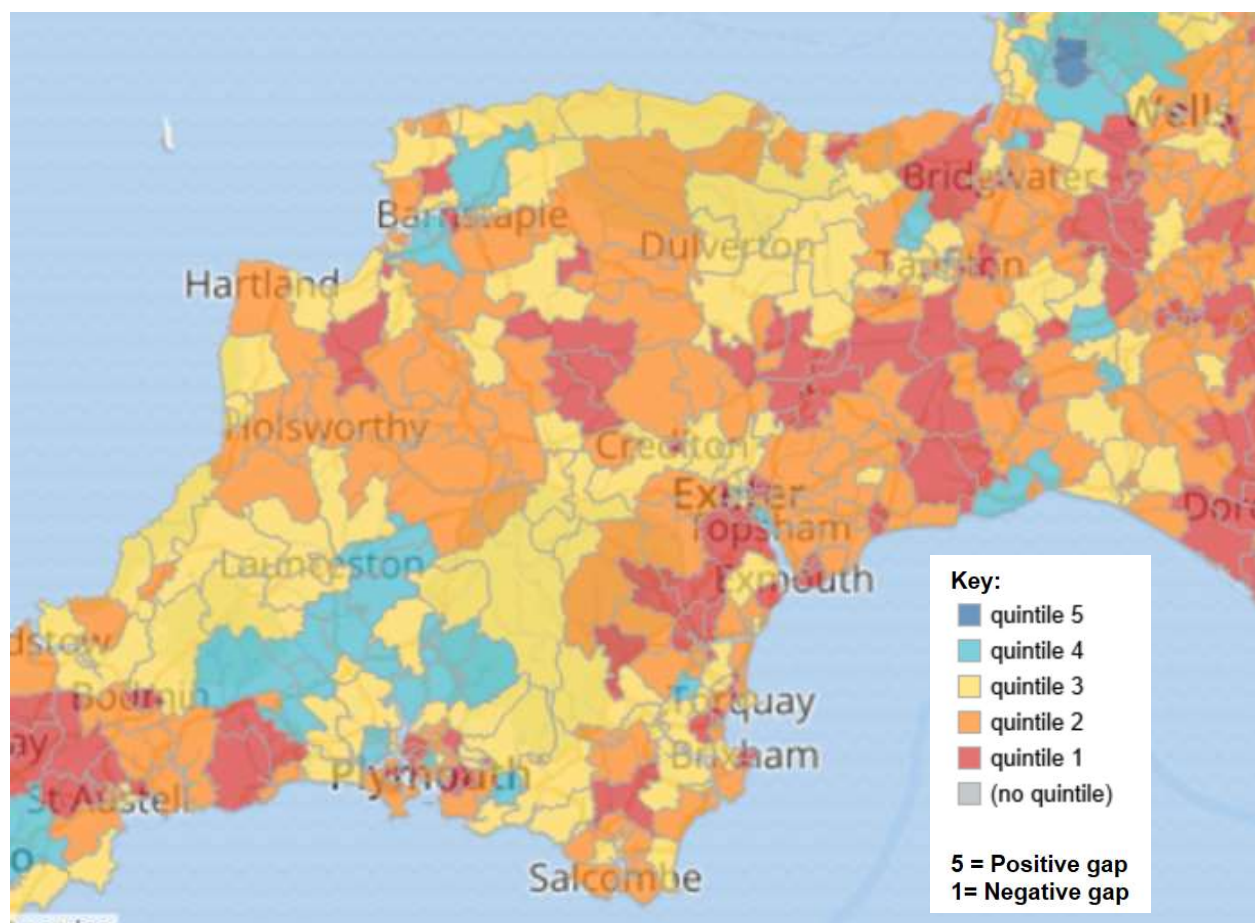 Wells
Bridgwater
Barnstaple
Dulverton
Hartland
Taunton
Holsworthy
Crediton
Exeter
Topsham
Launceston
Key:
Exmouth
quintile 5
quintile 4
dstow
quintile 3
Bodmin
Torquay
quintile 2
ay
Brixham
quintile 1
Plymouth
St Austell
(no quintile)
o
5 = Positive gap
Salcombe
1= Negative gap